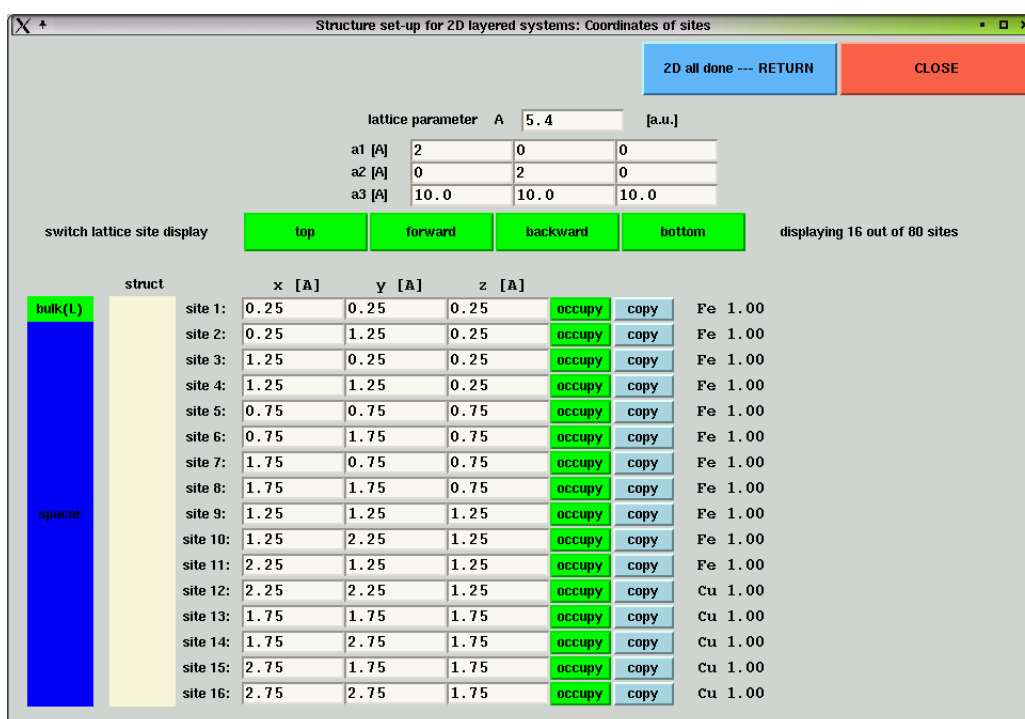 Structure set-up for 2D layered systems: Coordinates of sites
2D all done --- RETURN CLOSE
lattice parameter A 5.4 [a.u.]
a1 [A] 2 0 0
a2 [A] 0 2 0
a3 [A] 10.0 10.0 10.0
switch lattice site display top forward backward bottom displaying 16 out of 80 sites
struct x [A] y [A] z [A]
bulk(L) site 1: 0.25 0.25 0.25 occupy copy Fe 1.00
site 2: 0.25 1.25 0.25 occupy copy Fe 1.00
site 3: 1.25 0.25 0.25 occupy copy Fe 1.00
site 4: 1.25 1.25 0.25 occupy copy Fe 1.00
site 5: 0.75 0.75 0.75 occupy copy Fe 1.00
site 6: 0.75 1.75 0.75 occupy copy Fe 1.00
site 7: 1.75 0.75 0.75 occupy copy Fe 1.00
site 8: 1.75 1.75 0.75 occupy copy Fe 1.00
spacer site 9: 1.25 1.25 1.25 occupy copy Fe 1.00
site 10: 1.25 2.25 1.25 occupy copy Fe 1.00
site 11: 2.25 1.25 1.25 occupy copy Fe 1.00
site 12: 2.25 2.25 1.25 occupy copy Cu 1.00
site 13: 1.75 1.75 1.75 occupy copy Cu 1.00
site 14: 1.75 2.75 1.75 occupy copy Cu 1.00
site 15: 2.75 1.75 1.75 occupy copy Cu 1.00
site 16: 2.75 2.75 1.75 occupy copy Cu 1.00